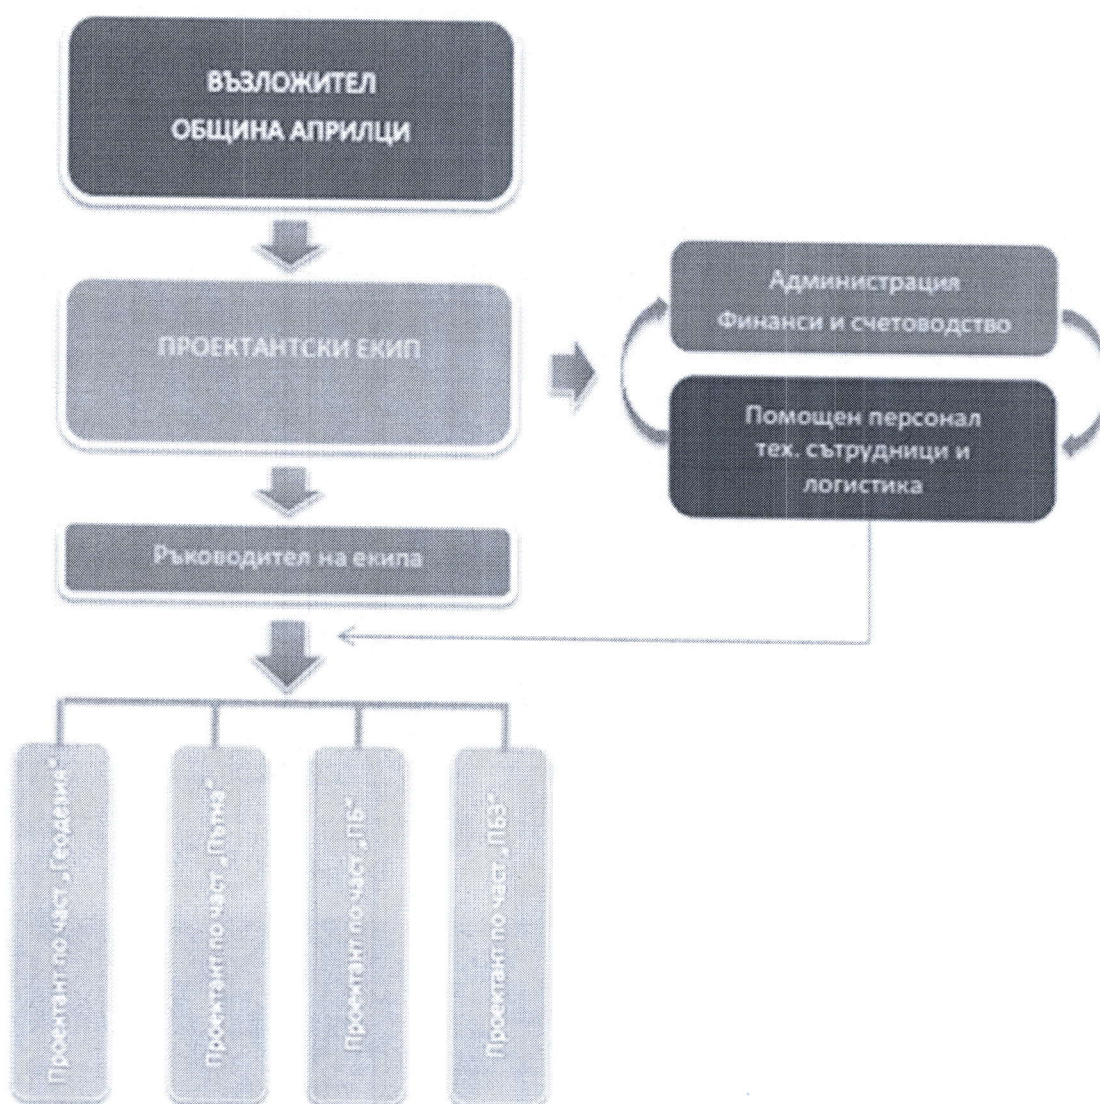 ВЪЗЛОЖИТЕЛ
ОБЩИНА АПРИЛЦИ
ПРОЕКТАНТСКИ ЕКИП
Администрация
Финанси и счетоводство
Помощен персонал
тех. сътрудници и
логистика
Ръководител на екипа
Проектант по част „Геодезия“
Проектант по част „Пътна“
Проектант по част „ПБ“
Проектант по част „ПБЗ“